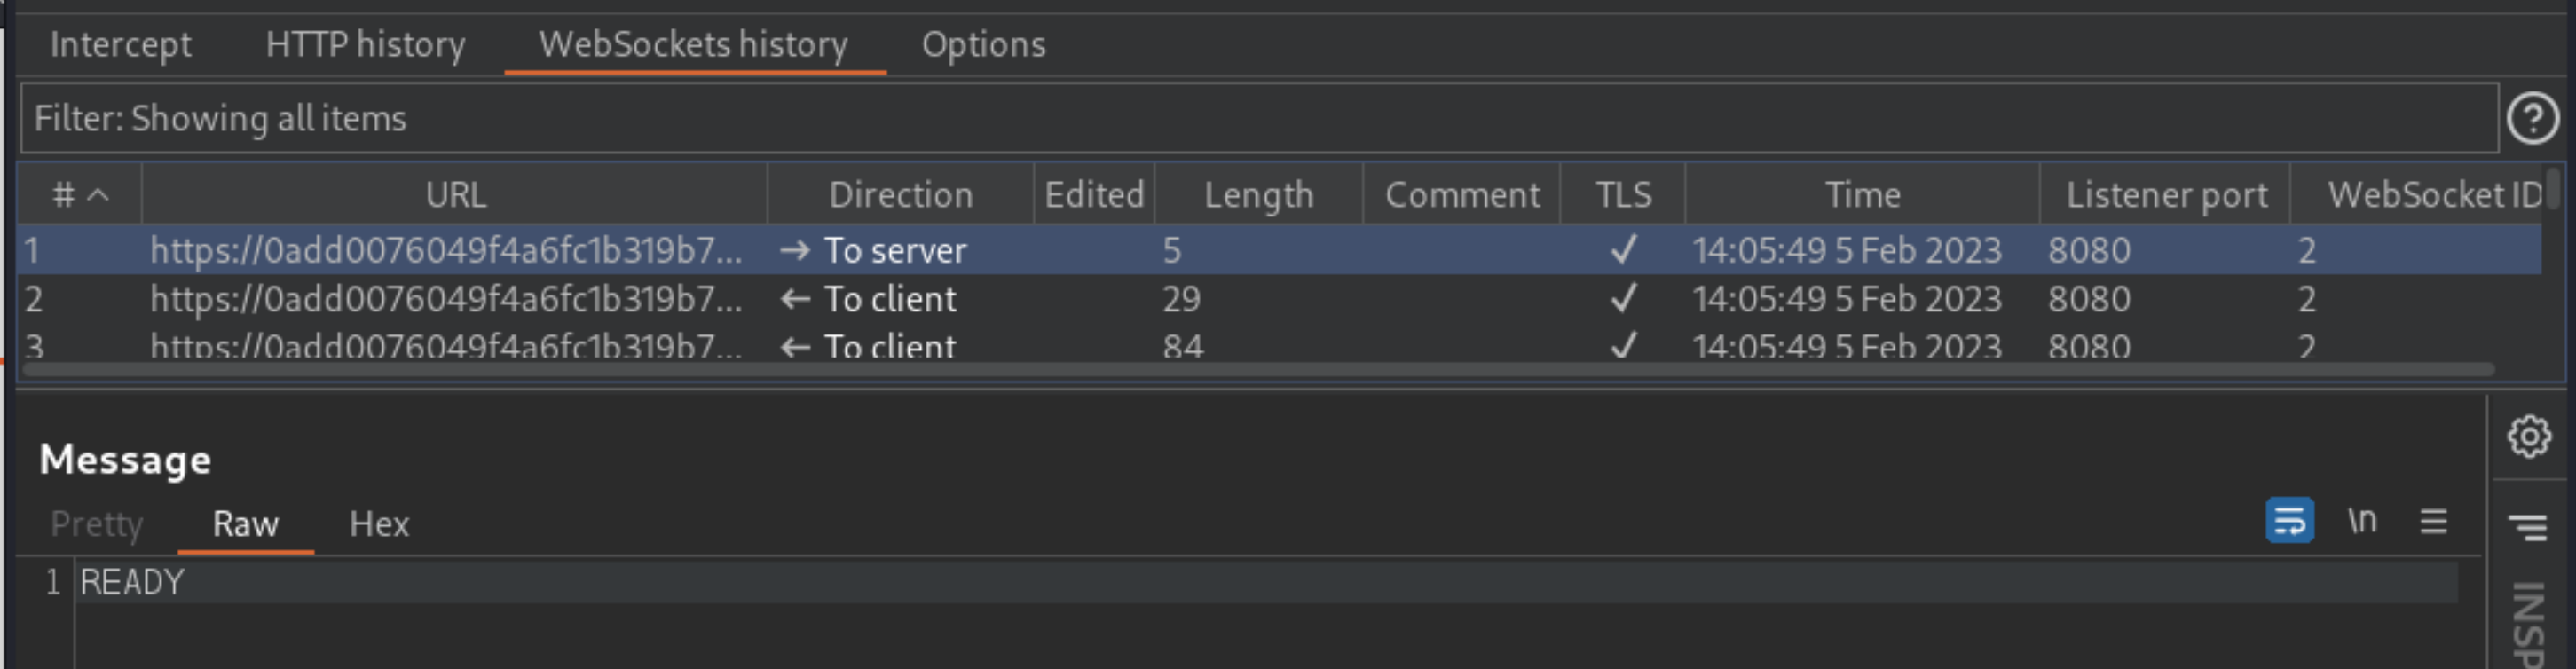 Intercept HTTP history WebSockets history Options
Filter: Showing all items
# URL Direction Edited Length Comment TLS Time Listener port WebSocket ID
1 https://0add0076049f4a6fc1b319b7... → To server 5 ✓ 14:05:49 5 Feb 2023 8080 2
2 https://0add0076049f4a6fc1b319b7... ← To client 29 ✓ 14:05:49 5 Feb 2023 8080 2
3 https://0add0076049f4a6fc1b319b7... ← To client 84 ✓ 14:05:49 5 Feb 2023 8080 2
Message
Pretty Raw Hex \n
1 READY
INSP